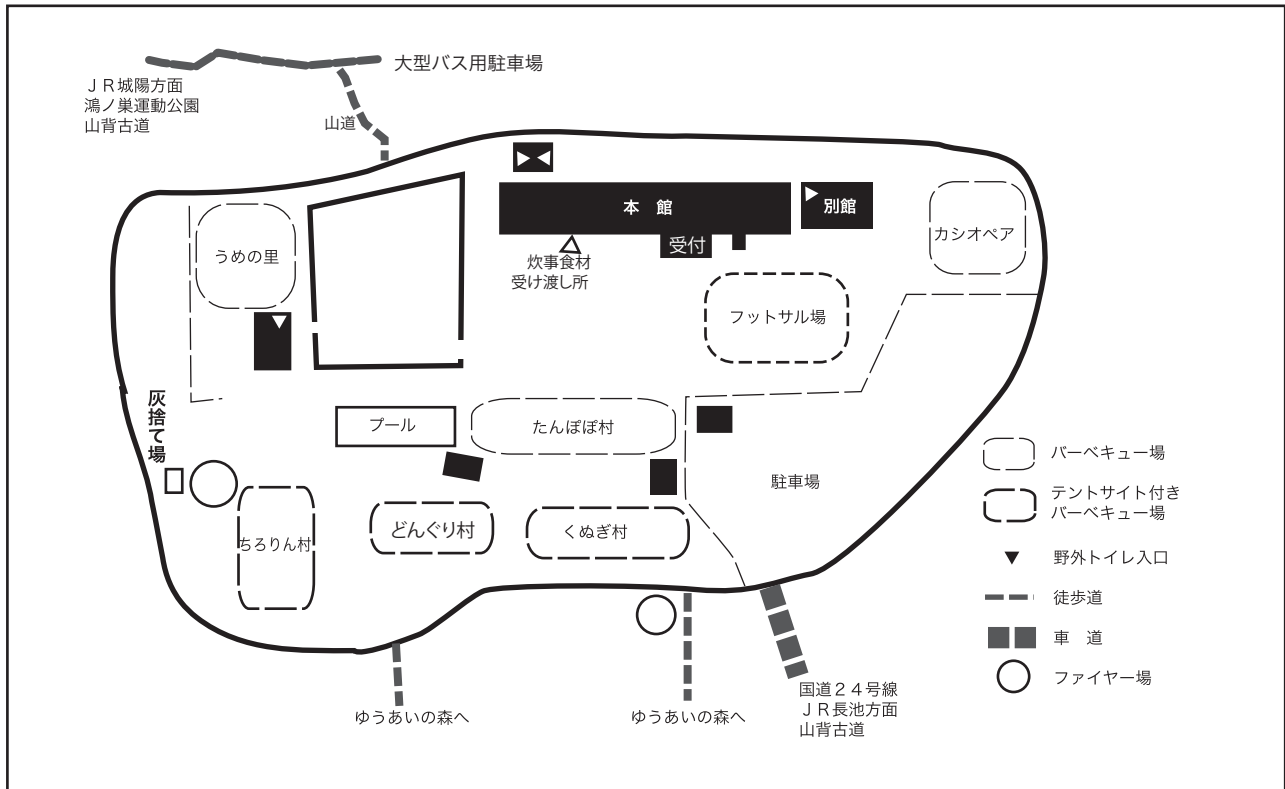 大型バス用駐車場
ＪＲ城陽方面
鴻ノ巣運動公園
山背古道
山道
本　館
別館
受付
炊事食材
受け渡し所
カシオペア
うめの里
フットサル場
灰捨て場
プール
たんぽぽ村
駐車場
ちろりん村
どんぐり村
くぬぎ村
バーベキュー場
テントサイト付き
バーベキュー場
野外トイレ入口
徒歩道
車　道
ファイヤー場
ゆうあいの森へ
ゆうあいの森へ
国道２４号線
ＪＲ長池方面
山背古道